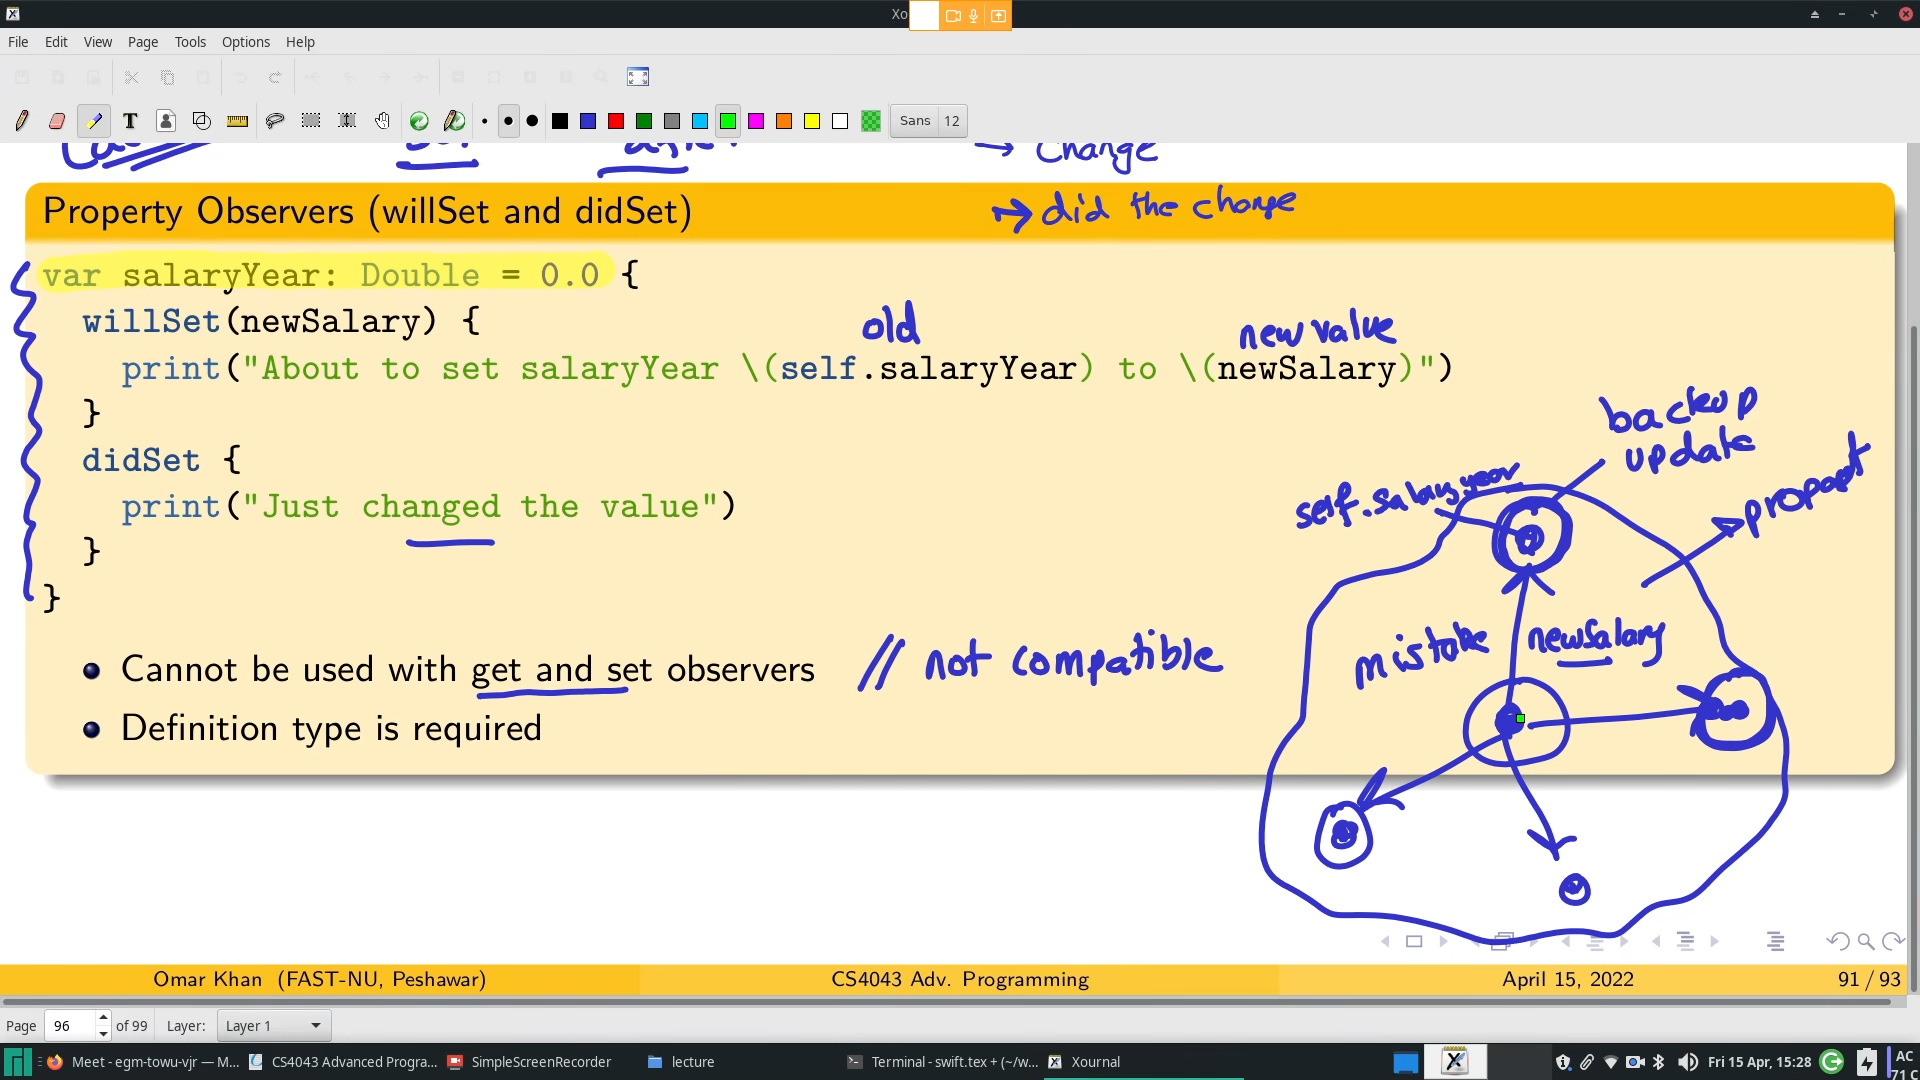 Xo
File Edit View Page Tools Options Help
Sans 12
→ change
Property Observers (willSet and didSet)
→ did the change
var salaryYear: Double = 0.0 {
willSet(newSalary) {
old
new value
print("About to set salaryYear \(self.salaryYear) to \(newSalary)")
}
didSet {
print("Just changed the value")
}
}
backup
update
self.salaryyear
mistake
newSalary
Cannot be used with get and set observers
// not compatible
Definition type is required
Omar Khan (FAST-NU, Peshawar)
CS4043 Adv. Programming
April 15, 2022
91 / 93
Page 96 of 99 Layer: Layer 1
Meet - egm-towu-vjr — M...
CS4043 Advanced Progra...
SimpleScreenRecorder
lecture
Terminal - swift.tex + (~/w...
Xournal
Fri 15 Apr, 15:28
AC
71 C